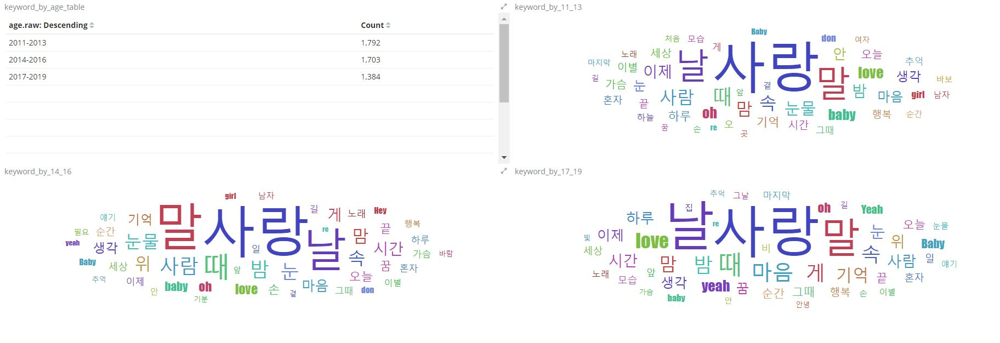 keyword_by_age_table
age.raw: Descending Count
2011-2013 1,792
2014-2016 1,703
2017-2019 1,384
keyword_by_11_13
Baby
처음 모습 don 여자
게
노래 세상 안 오늘
마지막 이별 이제 날 사랑 말 love 생각 추억
길 가슴 눈 곁 밤 바보
혼자 끝 사람 때 앞 속 마음 girl 남자
맘 눈물
하늘 하루 oh baby 행복 순간
꿈 손 re 오 기억 시간 그때
곳
keyword_by_14_16
girl 남자
길 게 노래 Hey
얘기 기억 말 사랑 re 끝 행복
필요 순간 날 맘
yeah 생각 눈물 일 속 시간 하루
가슴 바람
Baby 세상 위 사람 때 앞 밤 눈 꿈 혼자
추억 이제 오늘
안 baby oh love 손 마음 그때 don 이별
기분 곁
keyword_by_17_19
추억 그날 마지막
집 oh 길 Yeah
하루 날 사랑 re 말 오늘 눈물
빛 이제 love 눈 위 Baby
세상 비 속
시간 맘 밤 때 마음 게 기억 사람 일 얘기
노래 모습 앞 생각 끝 혼자
yeah 꿈
가슴 baby 안 순간 그때 행복 손 이별
안녕